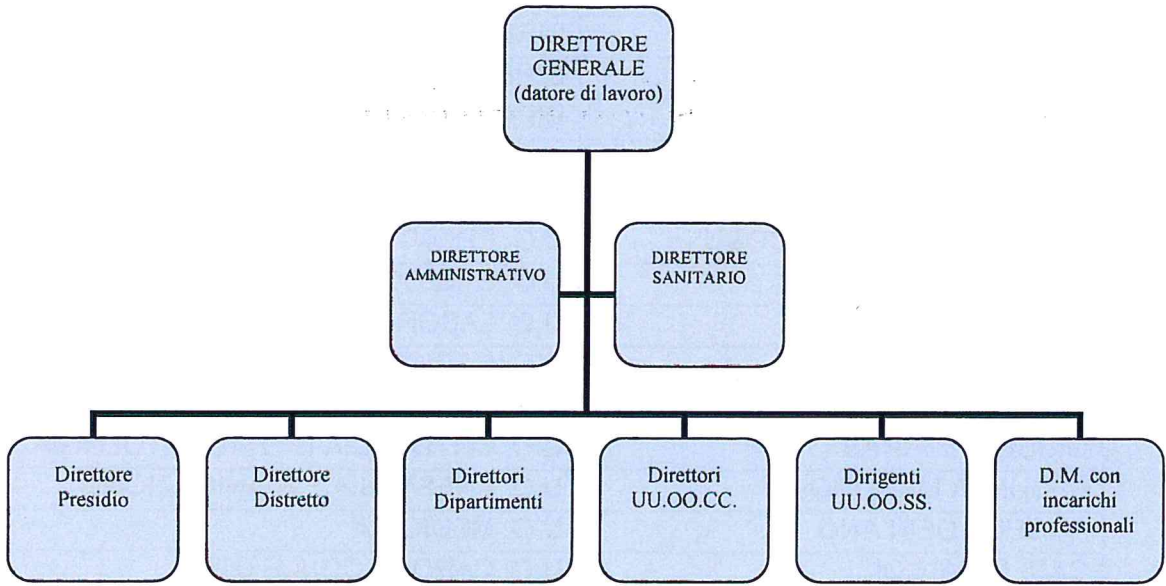 DIRETTORE
GENERALE
(datore di lavoro)
DIRETTORE
AMMINISTRATIVO
DIRETTORE
SANITARIO
Direttore
Presidio
Direttore
Distretto
Direttori
Dipartimenti
Direttori
UU.OO.CC.
Dirigenti
UU.OO.SS.
D.M. con
incarichi
professionali